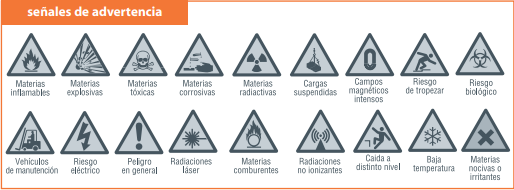 señales de advertencia
Materias
inflamables
Materias
explosivas
Materias
tóxicas
Materias
corrosivas
Materias
radiactivas
Cargas
suspendidas
Campos
magnéticos
intensos
Riesgo
de tropezar
Riesgo
biológico
Vehículos
de manutención
Riesgo
eléctrico
Peligro
en general
Radiaciones
láser
Materias
comburentes
Radiaciones
no ionizantes
Caida a
distinto nivel
Baja
temperatura
Materias
nocivas o
irritantes